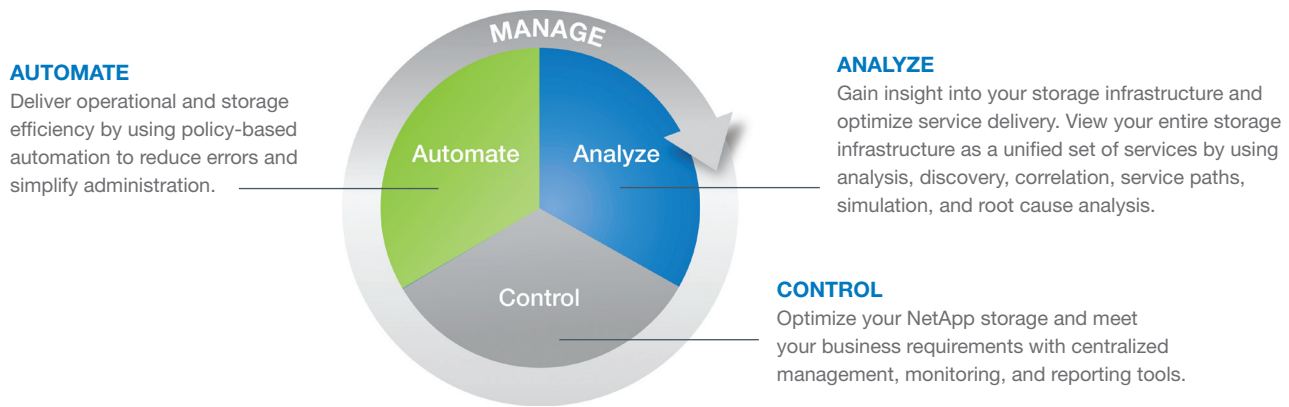 MANAGE
AUTOMATE
Deliver operational and storage
efficiency by using policy-based
automation to reduce errors and
simplify administration.
Automate
Analyze
Control
ANALYZE
Gain insight into your storage infrastructure and
optimize service delivery. View your entire storage
infrastructure as a unified set of services by using
analysis, discovery, correlation, service paths,
simulation, and root cause analysis.
CONTROL
Optimize your NetApp storage and meet
your business requirements with centralized
management, monitoring, and reporting tools.